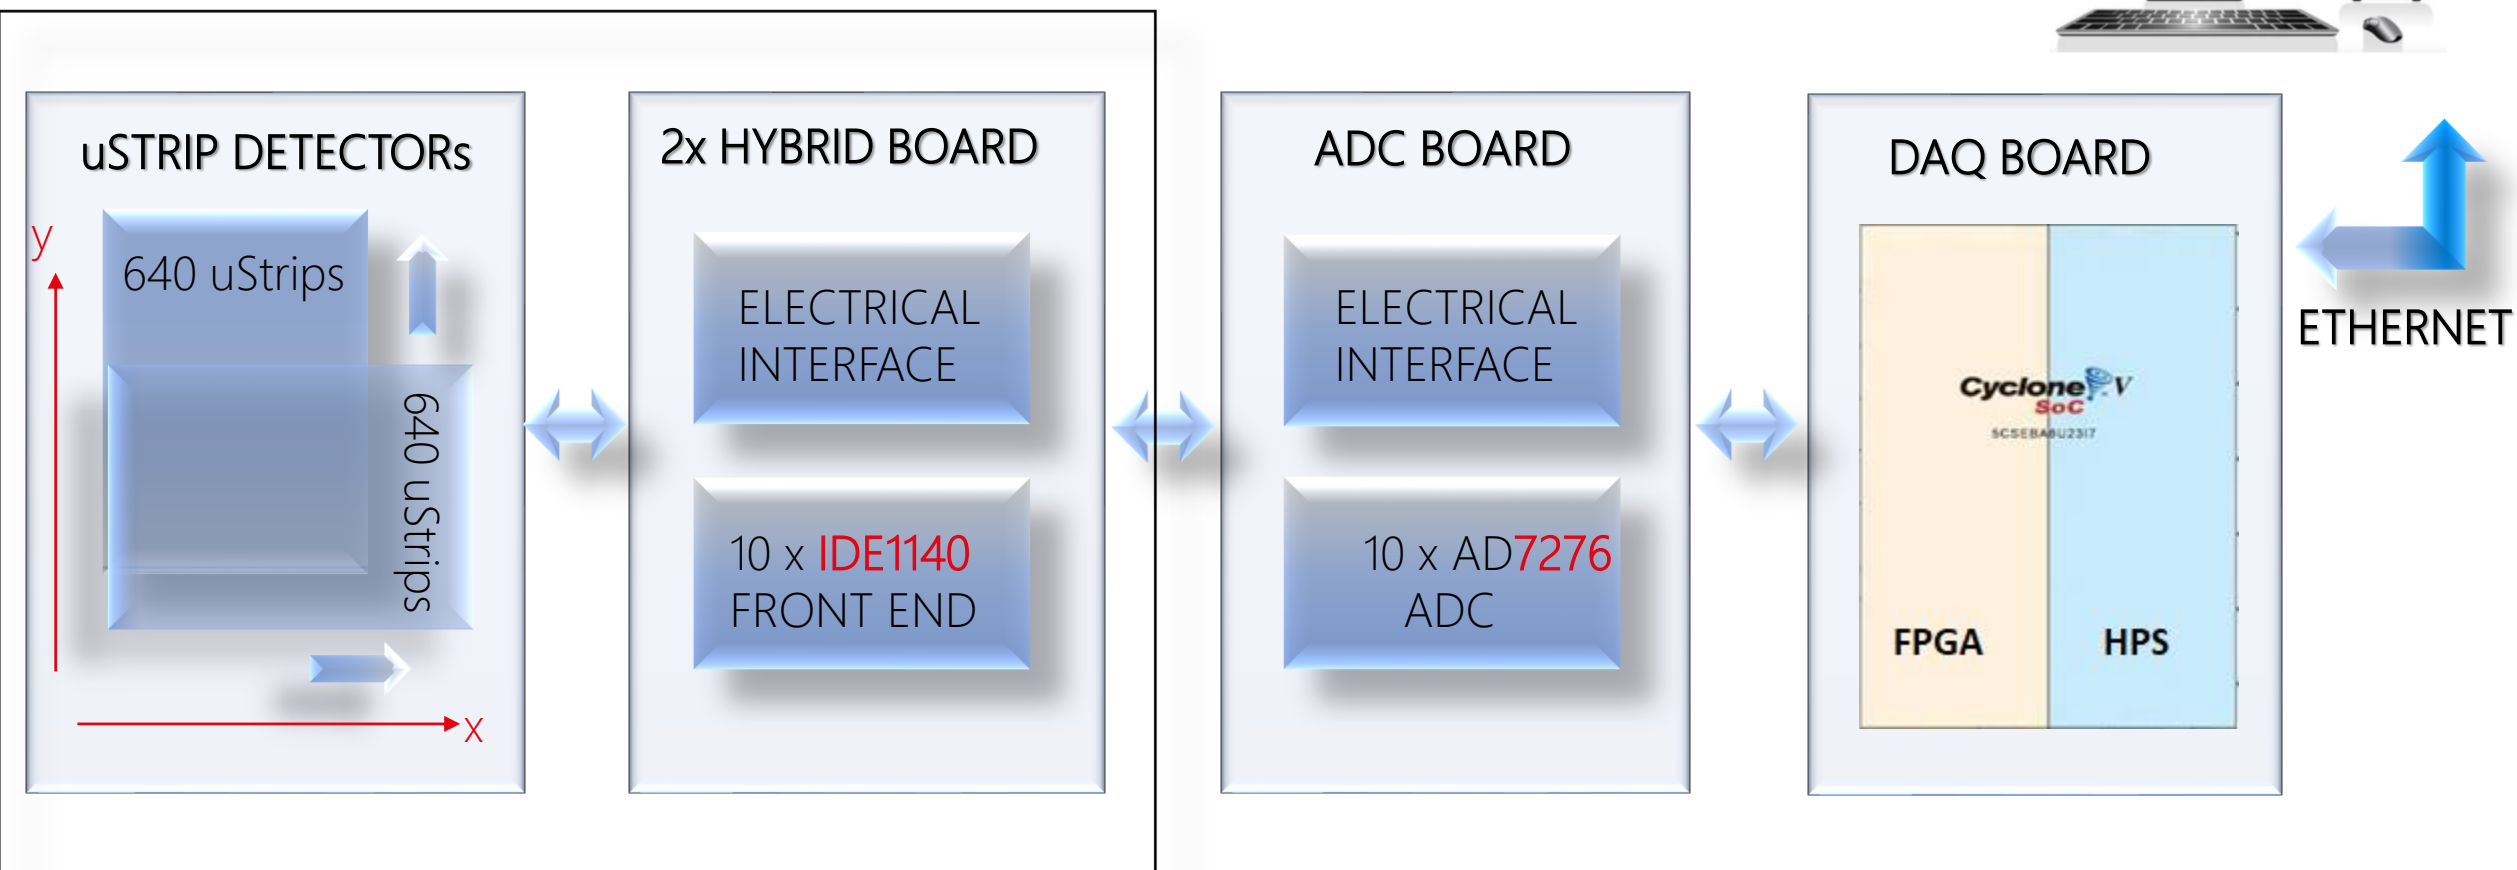 uSTRIP DETECTORs
y
640 uStrips
640 uStrips
x
2x HYBRID BOARD
ELECTRICAL
INTERFACE
10 x IDE1140
FRONT END
ADC BOARD
ELECTRICAL
INTERFACE
10 x AD7276
ADC
DAQ BOARD
Cyclone V
SoC
5CSEBA6U23I7
FPGA
HPS
ETHERNET